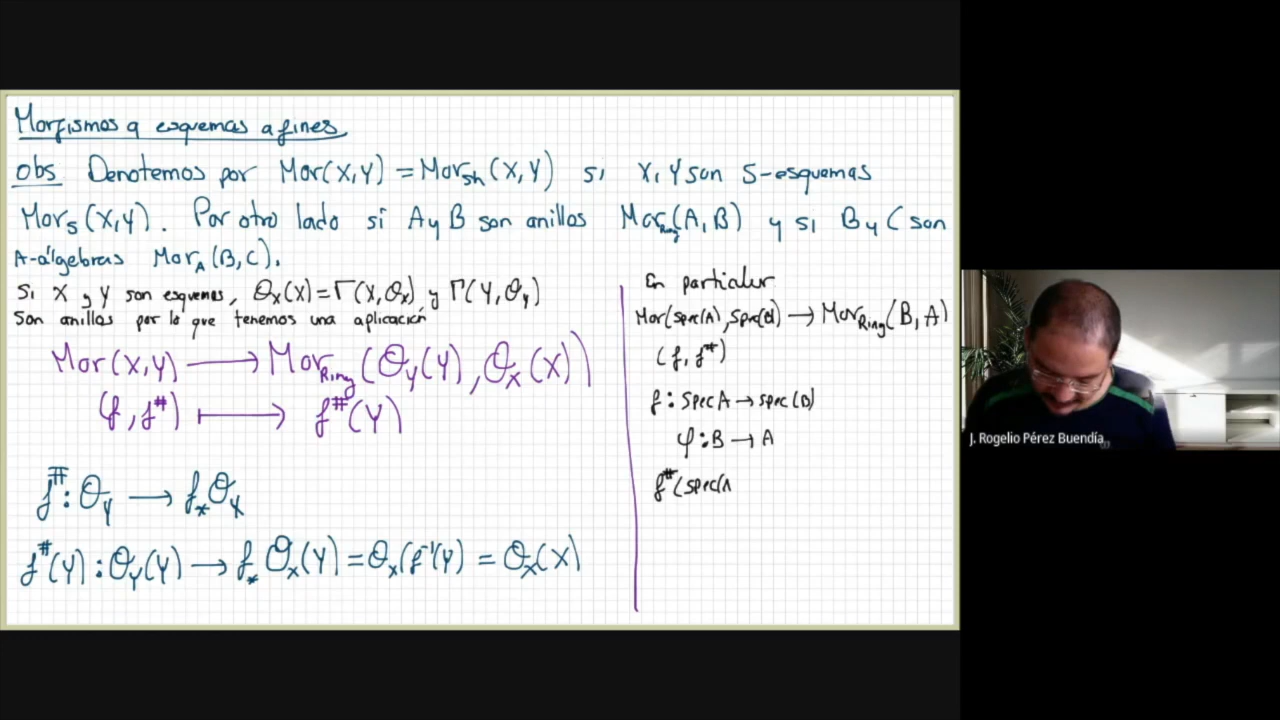 Morfismos a esquemas afines
obs Denotemos por Mor(X,Y) = Mor_Sh(X,Y) si X, Y son S-esquemas
Mor_S(X,Y). Por otro lado si A y B son anillos Mor_Ring(A,B) y si B y C son
A-álgebras Mor_A(B,C).
Si X y Y son esquemas, O_X(X) = Γ(X,O_X) y Γ(Y,O_Y)
Son anillos por lo que tenemos una aplicación
Mor(X,Y) ⟶ Mor_Ring(O_Y(Y), O_X(X))
(f, f^#) ⟼ f^#(Y)
f^#: O_Y ⟶ f_* O_X
f^#(Y): O_Y(Y) ⟶ f_* O_X(Y) = O_X(f^-1(Y) = O_X(X)
En particular
Mor(spec(A), Spec(B)) ⟶ Mor_Ring(B, A)
(f, f^#)
f: Spec A → spec(B)
φ: B → A
f^#(spec(A
J. Rogelio Pérez Buendía